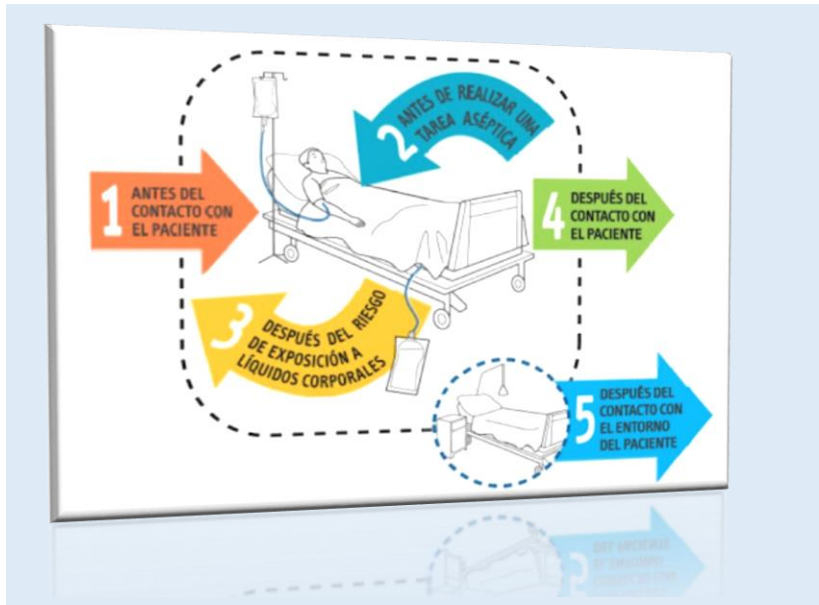 1
ANTES DEL
CONTACTO CON
EL PACIENTE
2
ANTES DE REALIZAR UNA
TAREA ASÉPTICA
3
DESPUÉS DEL RIESGO
DE EXPOSICIÓN A
LÍQUIDOS CORPORALES
4
DESPUÉS DEL
CONTACTO CON
EL PACIENTE
5
DESPUÉS DEL
CONTACTO CON
EL ENTORNO
DEL PACIENTE